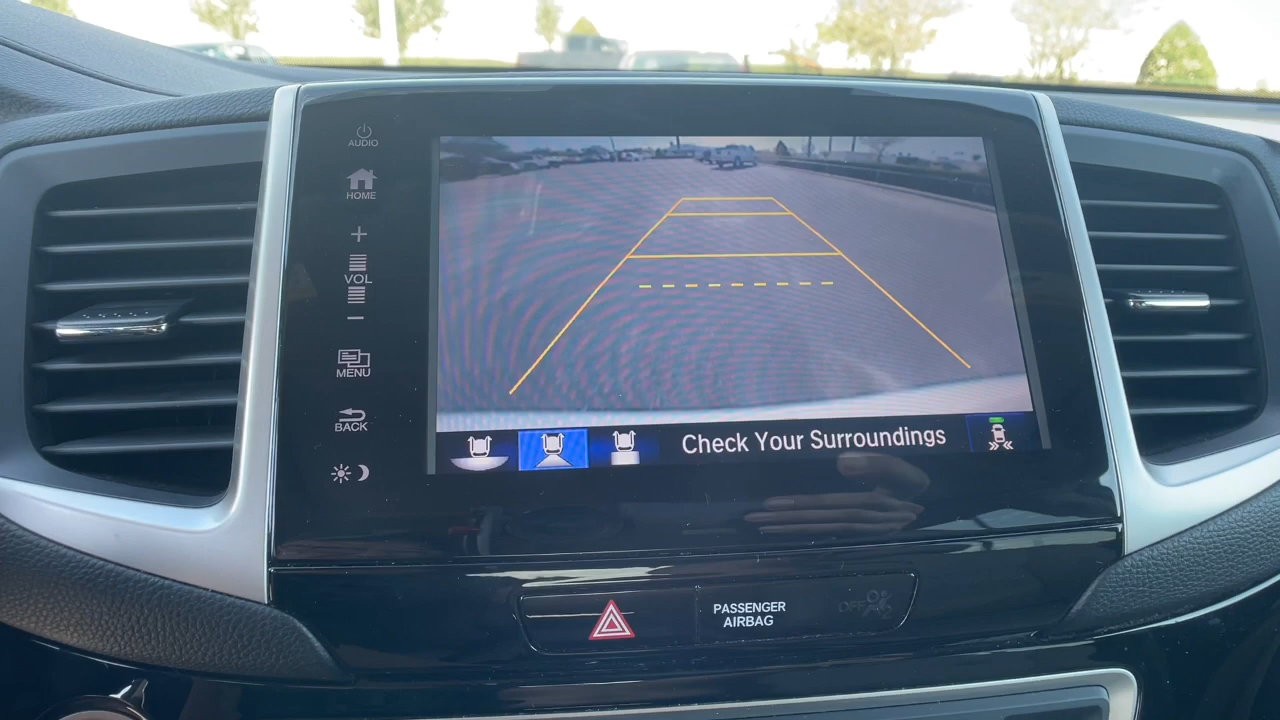 AUDIO
HOME
+
VOL
−
MENU
BACK
Check Your Surroundings
PASSENGER
AIRBAG
OFF